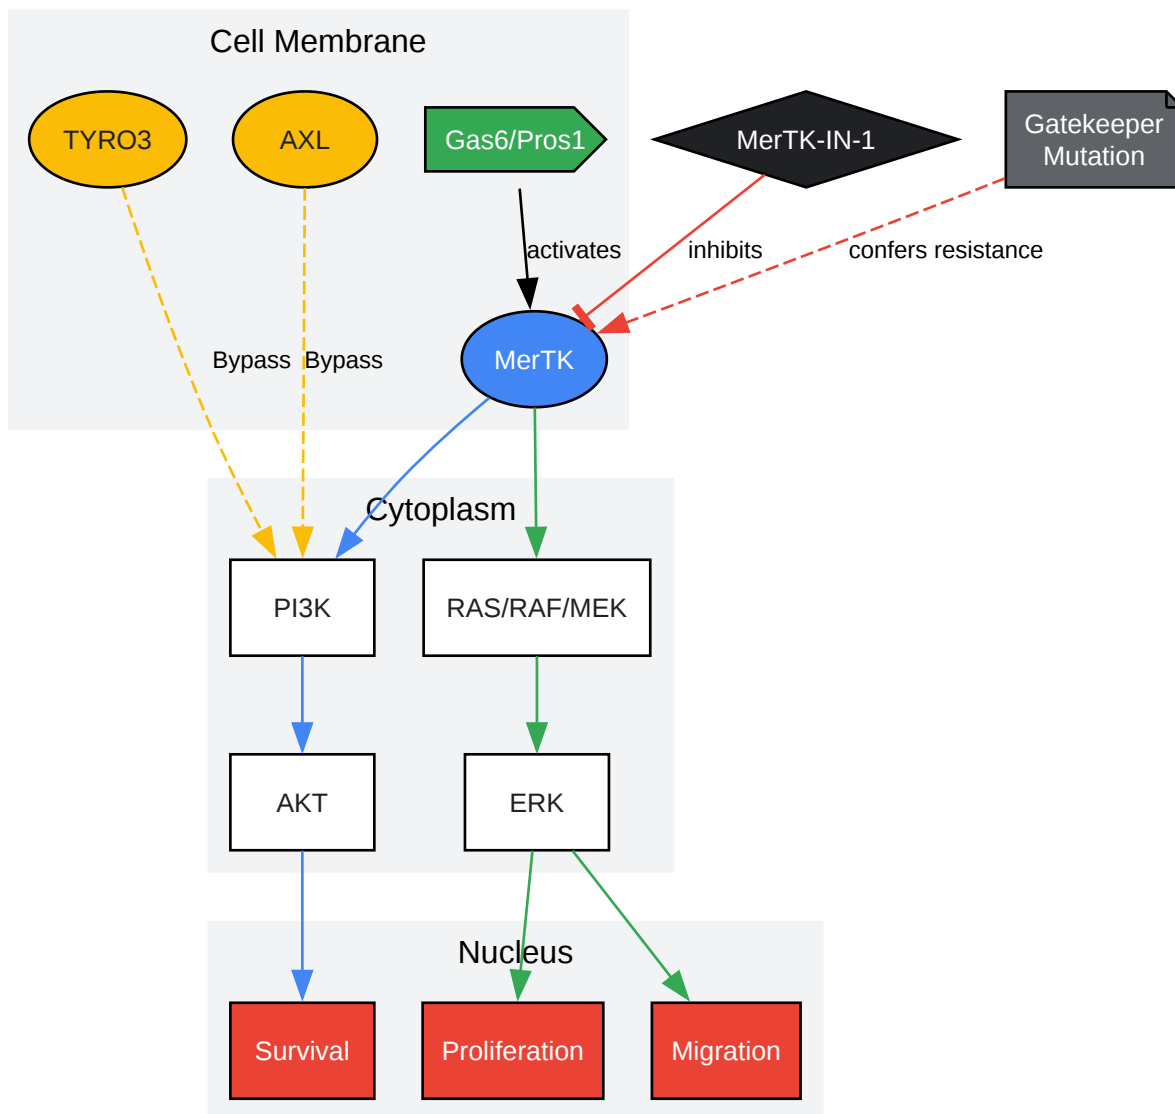 Cell Membrane
TYRO3
AXL
Gas6/Pros1
MerTK-IN-1
Gatekeeper
Mutation
activates
inhibits
confers resistance
Bypass
Bypass
MerTK
Cytoplasm
PI3K
RAS/RAF/MEK
AKT
ERK
Nucleus
Survival
Proliferation
Migration